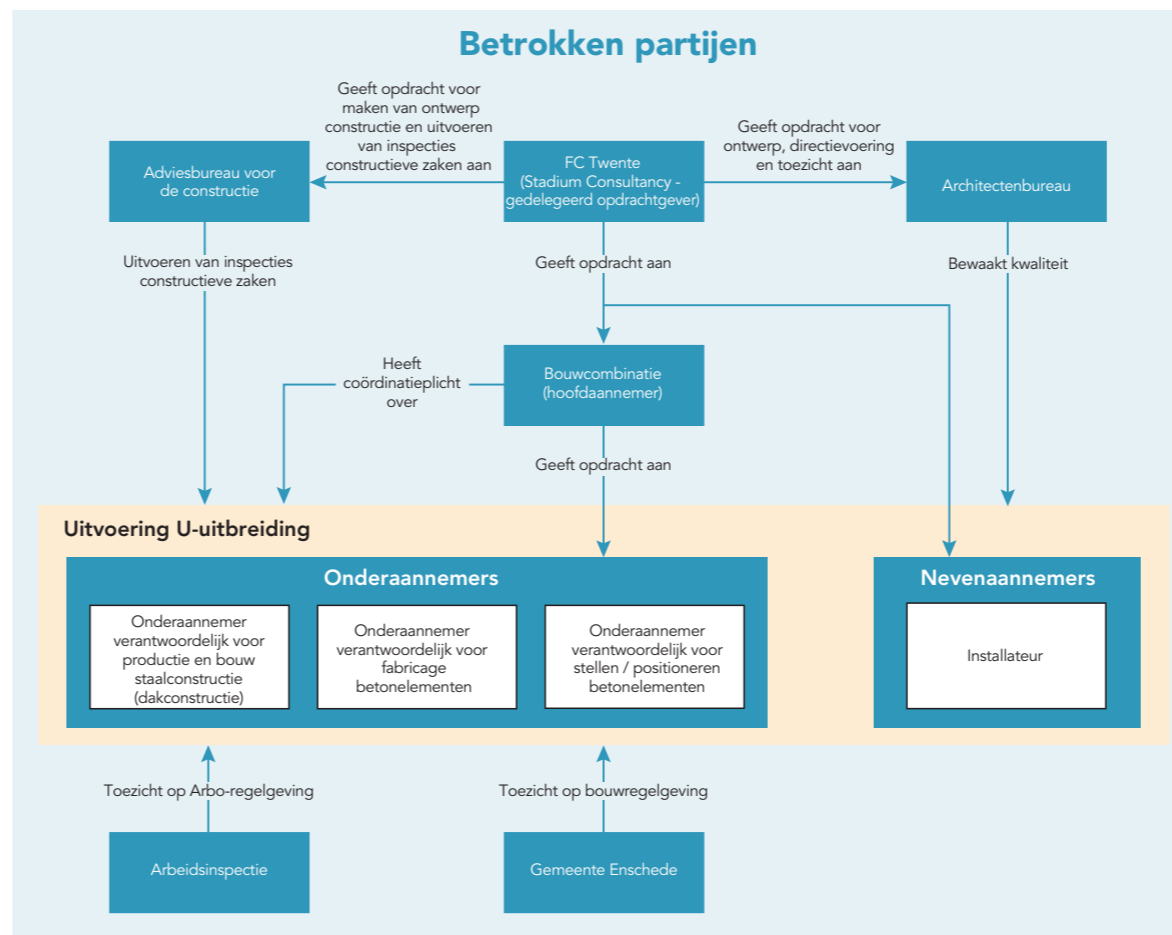 Betrokken partijen
Geeft opdracht voor
maken van ontwerp
constructie en uitvoeren
van inspecties
constructieve zaken aan
Geeft opdracht voor
ontwerp, directievoering
en toezicht aan
Adviesbureau voor
de constructie
FC Twente
(Stadium Consultancy -
gedelegeerd opdrachtgever)
Architectenbureau
Uitvoeren van inspecties
constructieve zaken
Geeft opdracht aan
Bewaakt kwaliteit
Heeft
coördinatieplicht
over
Bouwcombinatie
(hoofdaannemer)
Geeft opdracht aan
Uitvoering U-uitbreiding
Onderaannemers
Onderaannemer
verantwoordelijk voor
productie en bouw
staalconstructie
(dakconstructie)
Onderaannemer
verantwoordelijk voor
fabricage
betonelementen
Onderaannemer
verantwoordelijk voor
stellen / positioneren
betonelementen
Nevenaannemers
Installateur
Toezicht op Arbo-regelgeving
Toezicht op bouwregelgeving
Arbeidsinspectie
Gemeente Enschede